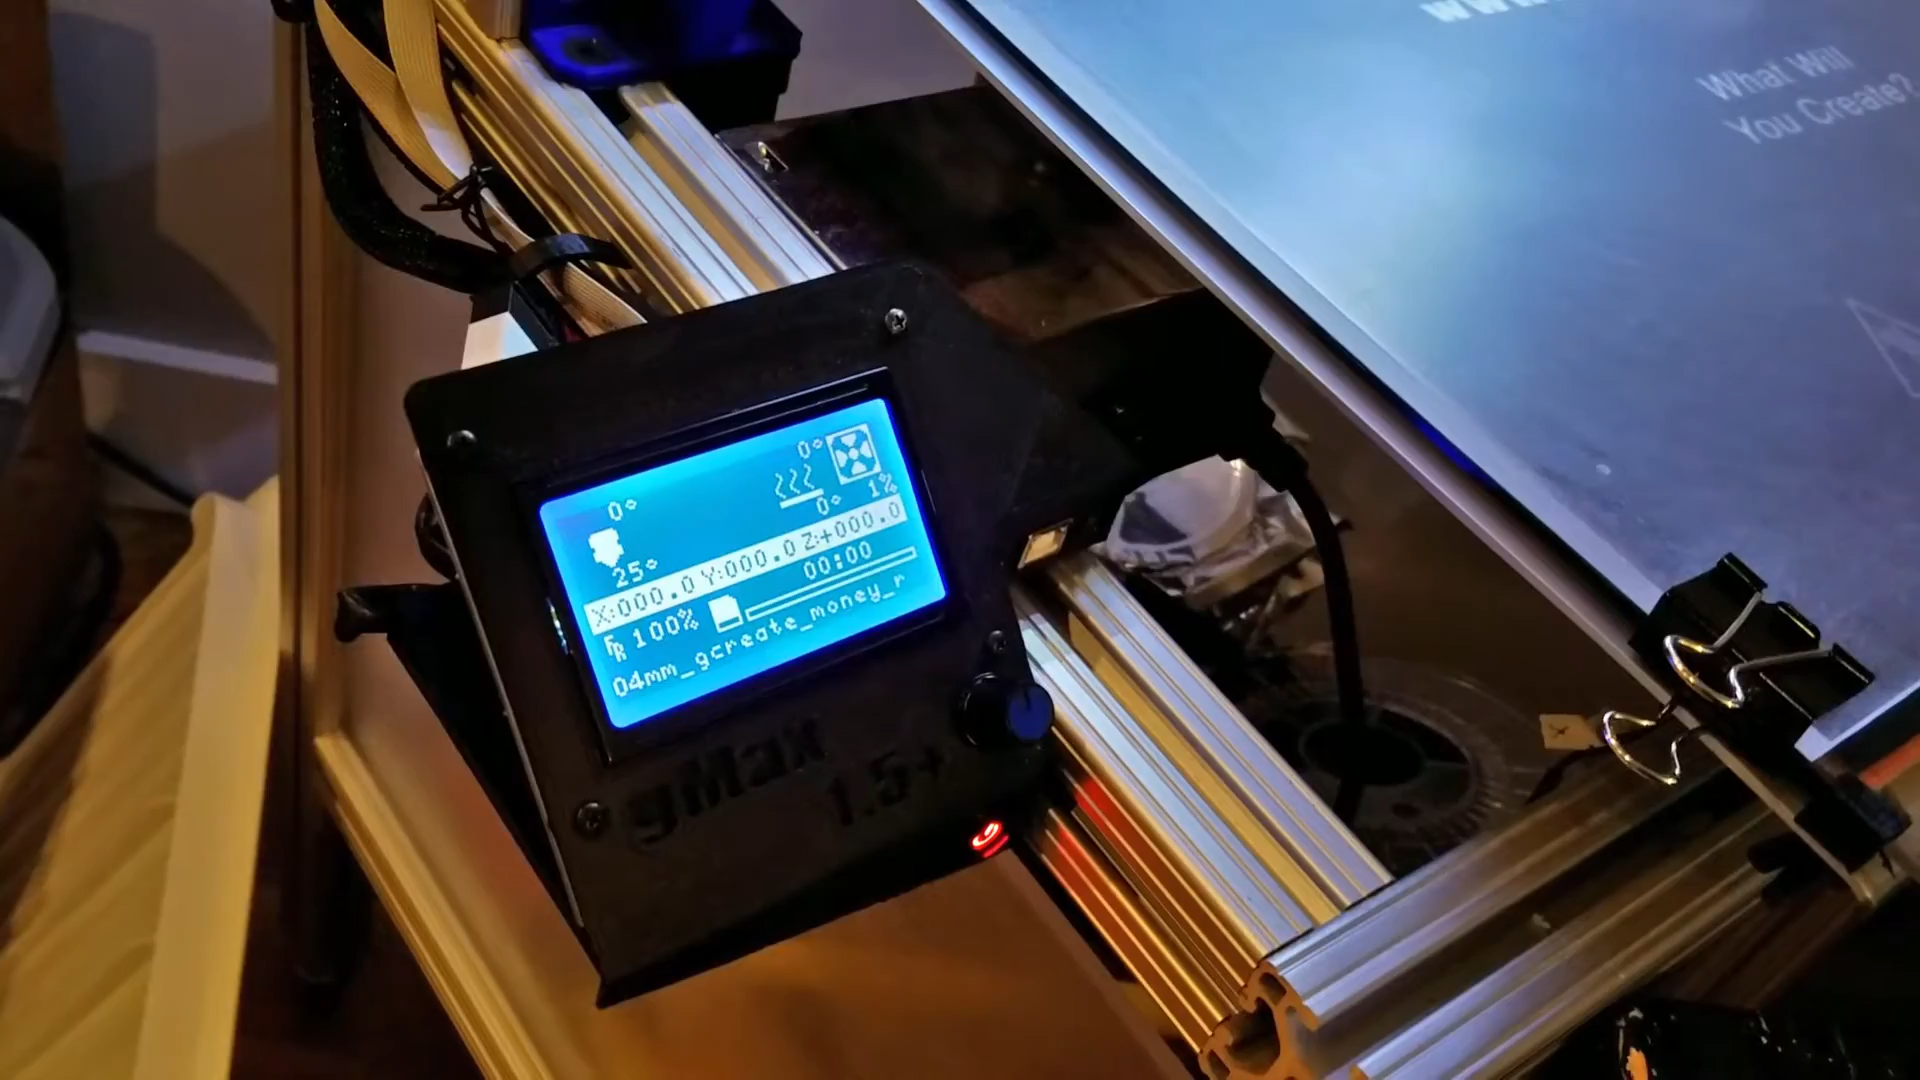 What Will
You Create?
0°
0°
1%
0°
25°
X:000.0 Y:000.0 Z:+000.0
FR 100%
00:00
04mm_gcreate_money_r
gMax
1.5+